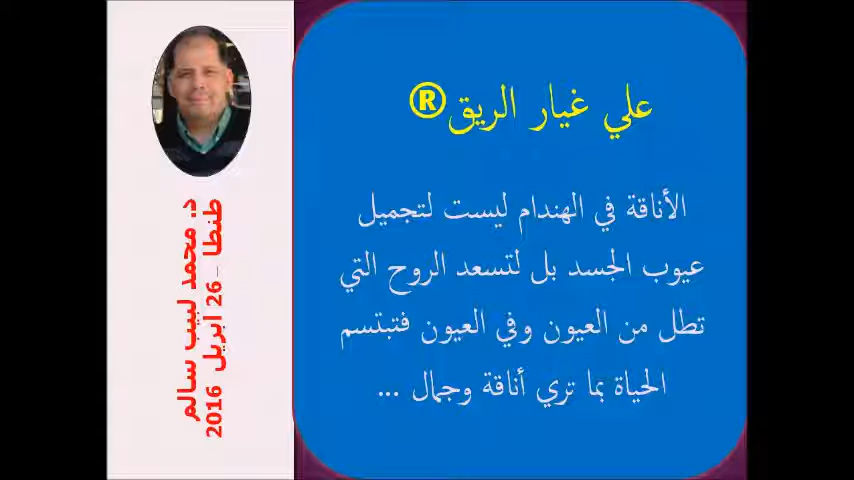 علي غيار الريق®
الأناقة في الهندام ليست لتجميل
عيوب الجسد بل لتسعد الروح التي
تطل من العيون وفي العيون فتبتسم
الحياة بما تري أناقة وجمال ...
د. محمد لبيب سالم
طنطا – 26 ابريل 2016